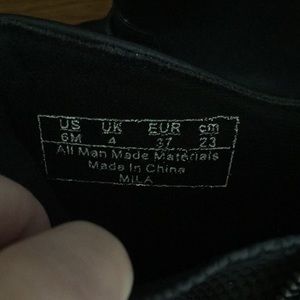 US UK EUR cm
6M 4 37 23
All Man Made Materials
Made In China
MILA